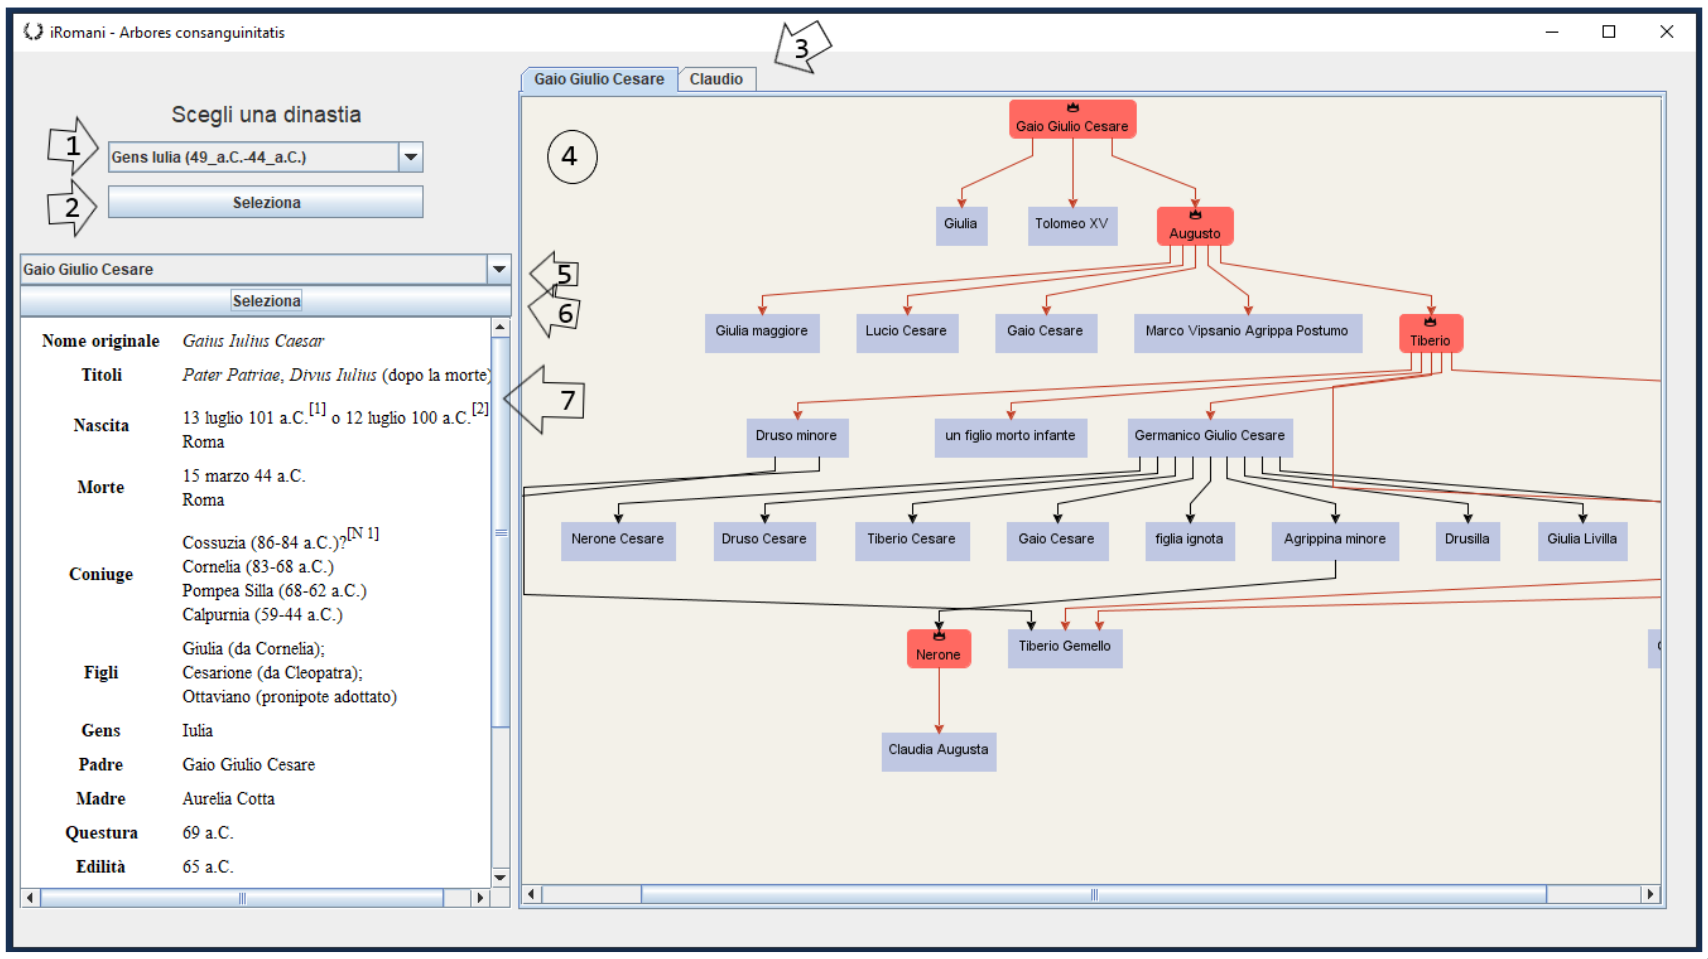 iRomani - Arbores consanguinitatis
3
Gaio Giulio Cesare
Claudio
Scegli una dinastia
1
Gens Iulia (49_a.C.-44_a.C.)
2
Seleziona
Gaio Giulio Cesare
5
Seleziona
6
7
Nome originale Gaius Iulius Caesar
Titoli Pater Patriae, Divus Iulius (dopo la morte)
Nascita 13 luglio 101 a.C.[1] o 12 luglio 100 a.C.[2]
Roma
Morte 15 marzo 44 a.C.
Roma
Coniuge Cossuzia (86-84 a.C.)?[N 1]
Cornelia (83-68 a.C.)
Pompea Silla (68-62 a.C.)
Calpurnia (59-44 a.C.)
Figli Giulia (da Cornelia);
Cesarione (da Cleopatra);
Ottaviano (pronipote adottato)
Gens Iulia
Padre Gaio Giulio Cesare
Madre Aurelia Cotta
Questura 69 a.C.
Edilità 65 a.C.
4
Gaio Giulio Cesare
Giulia
Tolomeo XV
Augusto
Giulia maggiore
Lucio Cesare
Gaio Cesare
Marco Vipsanio Agrippa Postumo
Tiberio
Druso minore
un figlio morto infante
Germanico Giulio Cesare
Nerone Cesare
Druso Cesare
Tiberio Cesare
Gaio Cesare
figlia ignota
Agrippina minore
Drusilla
Giulia Livilla
Nerone
Tiberio Gemello
Claudia Augusta